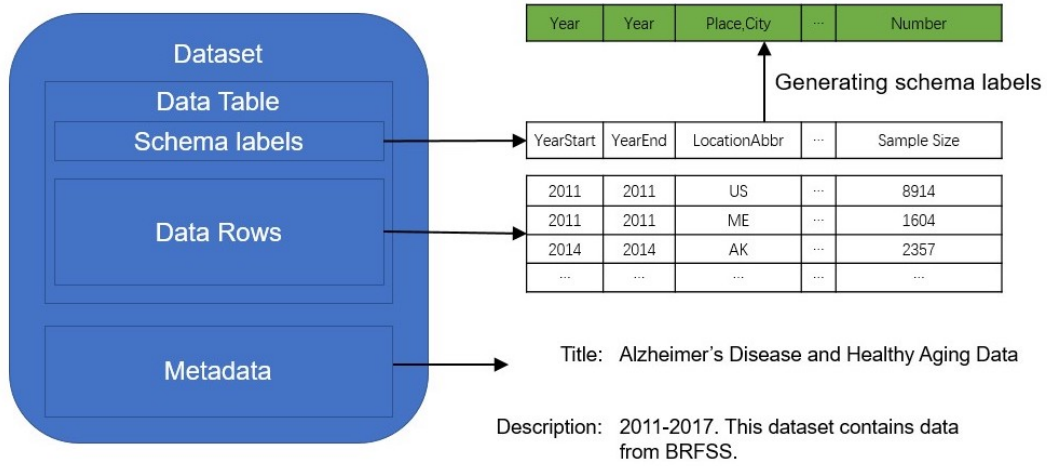 Dataset
Data Table
Schema labels
Data Rows
Metadata
Year Year Place,City ... Number
Generating schema labels
YearStart YearEnd LocationAbbr ... Sample Size
2011 2011 US ... 8914
2011 2011 ME ... 1604
2014 2014 AK ... 2357
... ... ... ... ...
Title: Alzheimer's Disease and Healthy Aging Data
Description: 2011-2017. This dataset contains data
from BRFSS.